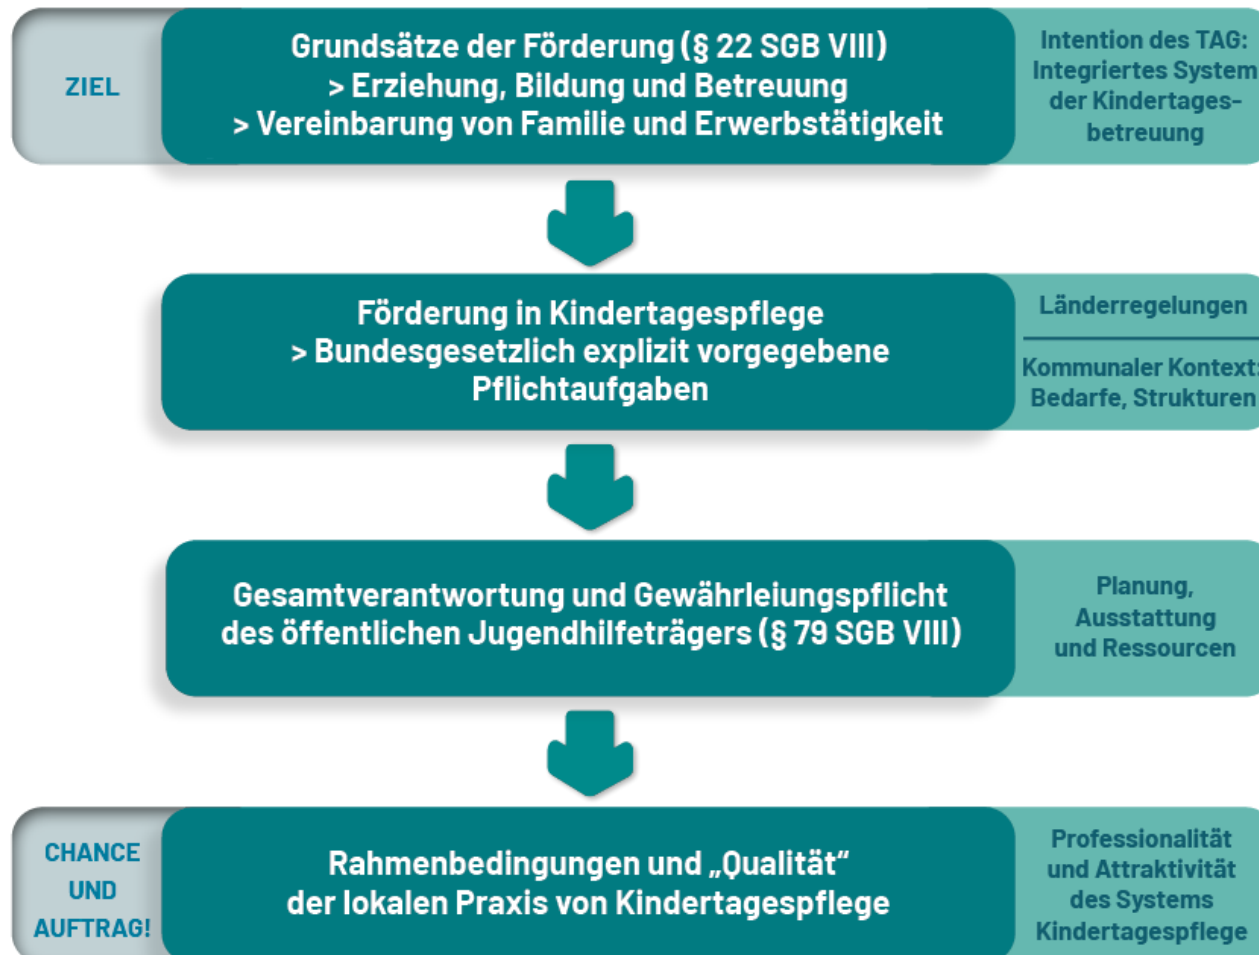 ZIEL
Grundsätze der Förderung (§ 22 SGB VIII)
> Erziehung, Bildung und Betreuung
> Vereinbarung von Familie und Erwerbstätigkeit
Intention des TAG:
Integriertes System
der Kindertages-
betreuung
Förderung in Kindertagespflege
> Bundesgesetzlich explizit vorgegebene
Pflichtaufgaben
Länderregelungen
Kommunaler Kontext:
Bedarfe, Strukturen
Gesamtverantwortung und Gewährleiungspflicht
des öffentlichen Jugendhilfeträgers (§ 79 SGB VIII)
Planung,
Ausstattung
und Ressourcen
CHANCE
UND
AUFTRAG!
Rahmenbedingungen und „Qualität“
der lokalen Praxis von Kindertagespflege
Professionalität
und Attraktivität
des Systems
Kindertagespflege